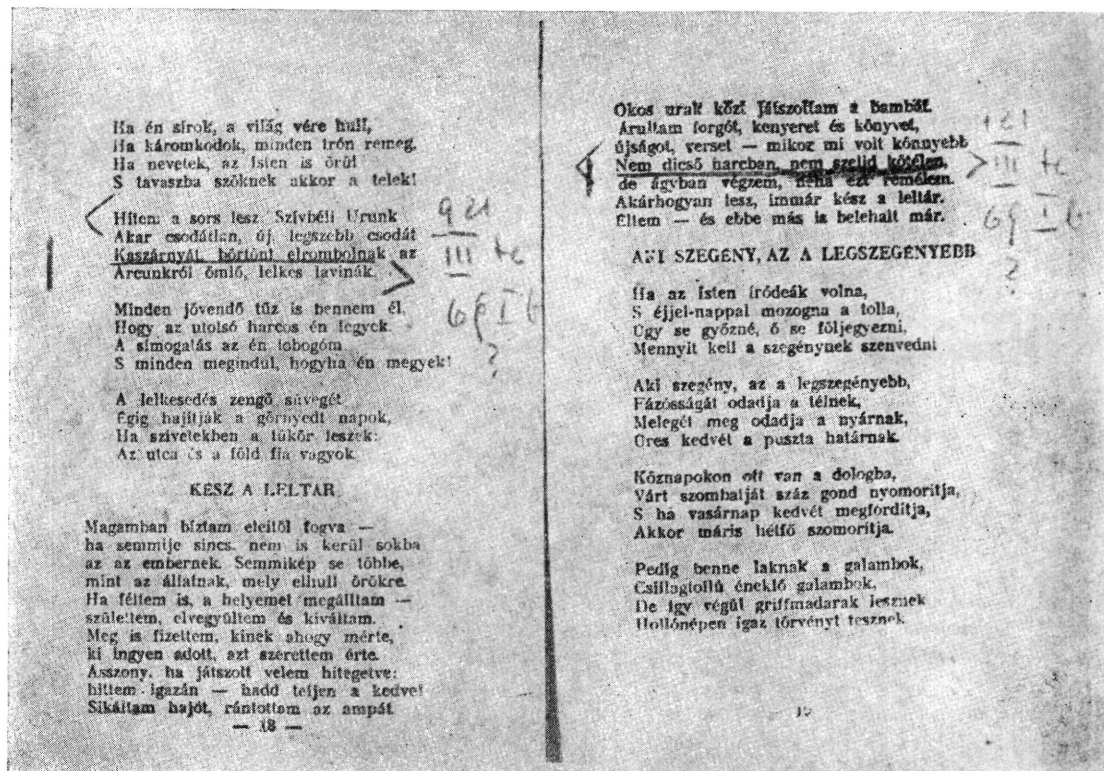 Ha én sírok, a világ vére hull,
Ha káromkodok, minden trón remeg,
Ha nevetek, az Isten is örül
S tavaszba szöknek akkor a telek!
Hitem: a sors lesz Szívbéli Urunk
Akar csodátlan, új, legszebb csodát
Kaszárnyát, börtönt elrombolnak az
Arcunkról ömlő, lelkes lavinák.
Minden jövendő tűz is bennem él,
Hogy az utolsó harcos én legyek.
A simogatás az én lobogóm
S minden megindul, hogyha én megyek!
A lelkesedés zengő süvegét
Égig hajítják a görnyedt napok,
Ha szívetekben a tükör leszek:
Az utca és a föld fia vagyok.
KÉSZ A LELTÁR
Magamban bíztam eleitől fogva —
ha semmije sincs, nem is kerül sokba
az az embernek. Semmikép se többe,
mint az állatnak, mely elhull örökre.
Ha féltem is, a helyemet megálltam —
születtem, elvegyültem és kiváltam.
Meg is fizettem, kinek ahogy mérte,
ki ingyen adott, azt szerettem érte.
Asszony, ha játszott velem hitegetve:
hittem igazán — hadd teljen a kedve!
Sikáltam hajót, rántottam az ampát
— 18 —
III tc
I
?
Okos urak közt játszottam a bambát.
Árultam forgót, kenyeret és könyvet,
újságot, verset — mikor mi volt könnyebb
Nem dicső harcban, nem szelíd kötélen,
de ágyban végzem, néha ezt remélem.
Akárhogyan lesz, immár kész a leltár.
Éltem — és ebbe más is belehalt már.
III tc
I
?
AKI SZEGÉNY, AZ A LEGSZEGÉNYEBB
Ha az Isten íródeák volna,
S éjjel-nappal mozogna a tolla,
Úgy se győzné, ő se följegyezni,
Mennyit kell a szegénynek szenvedni
Aki szegény, az a legszegényebb,
Fázósságát odadja a télnek,
Melegét meg odadja a nyárnak,
Üres kedvét a puszta határnak.
Köznapokon ott van a dologba,
Várt szombatját száz gond nyomorítja,
S ha vasárnap kedvét megfordítja,
Akkor máris hétfő szomorítja.
Pedig benne laknak a galambok,
Csillagtollú éneklő galambok,
De így végül griffmadarak lesznek
Hollónépen igaz törvényt tesznek